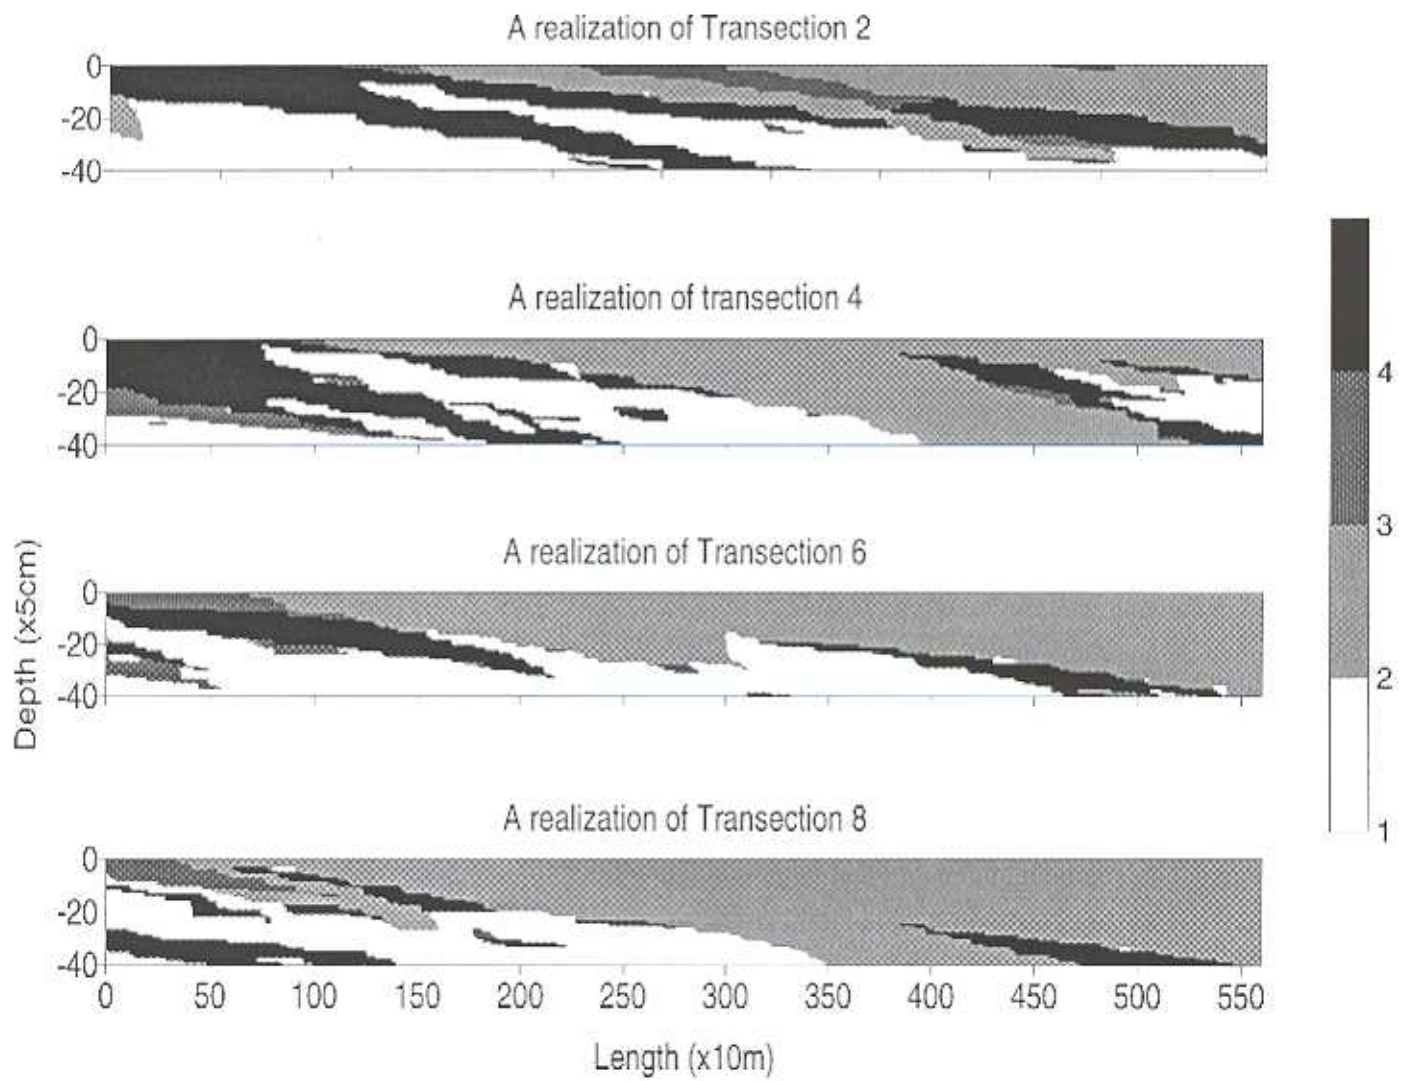 A realization of Transection 2
0
-20
-40
A realization of transection 4
0
-20
-40
4
3
2
1
A realization of Transection 6
0
-20
-40
Depth (x5cm)
A realization of Transection 8
0
-20
-40
0 50 100 150 200 250 300 350 400 450 500 550
Length (x10m)